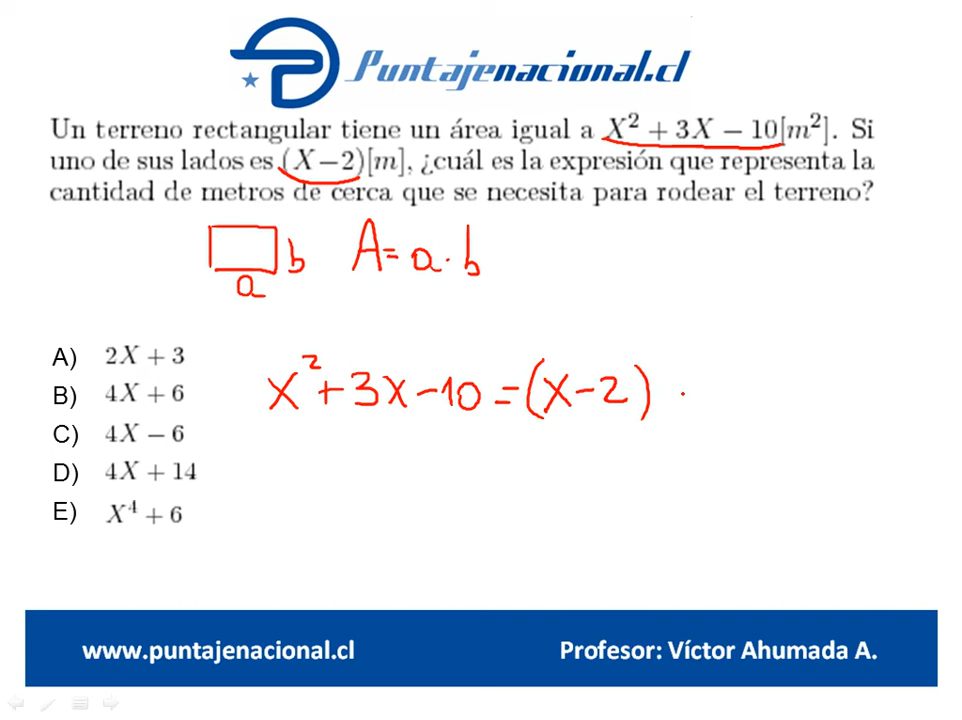 Puntajenacional.cl
Un terreno rectangular tiene un área igual a X² + 3X − 10[m²]. Si
uno de sus lados es (X−2)[m], ¿cuál es la expresión que representa la
cantidad de metros de cerca que se necesita para rodear el terreno?
b
a
A = a · b
A) 2X + 3
B) 4X + 6
C) 4X − 6
D) 4X + 14
E) X⁴ + 6
x² + 3x − 10 = (x − 2) ·
www.puntajenacional.cl
Profesor: Víctor Ahumada A.